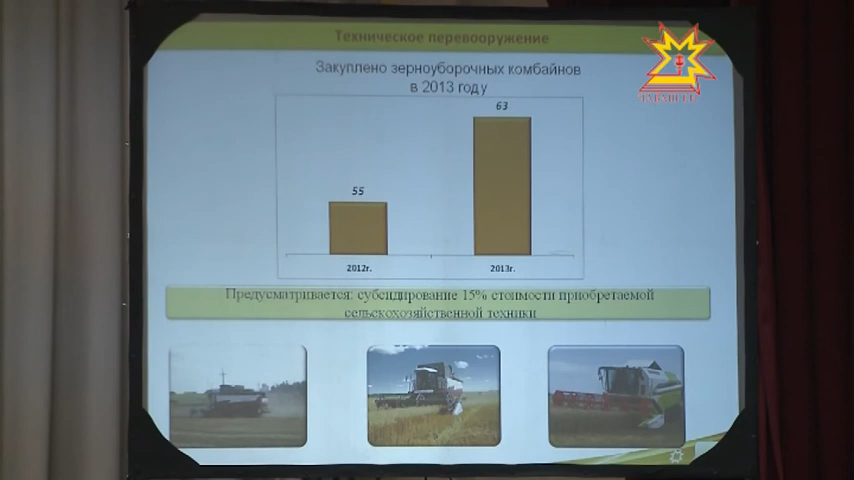 Техническое перевооружение
Закуплено зерноуборочных комбайнов
в 2013 году
63
55
2012г.
2013г.
Предусматривается: субсидирование 15% стоимости приобретаемой
сельскохозяйственной техники